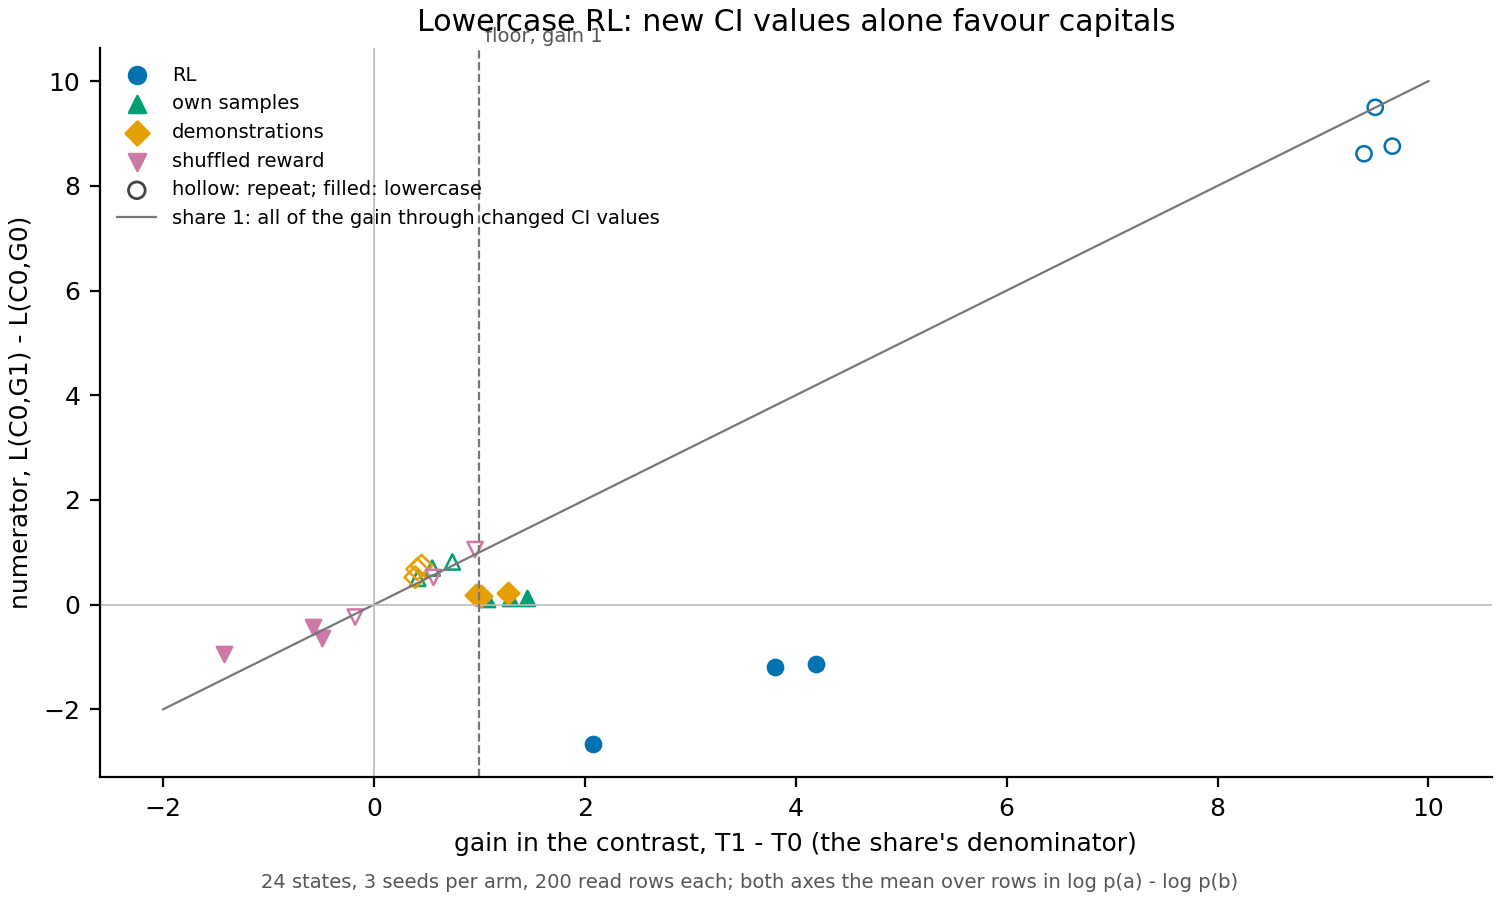 Lowercase RL: new CI values alone favour capitals
floor, gain 1
RL
own samples
demonstrations
shuffled reward
hollow: repeat; filled: lowercase
share 1: all of the gain through changed CI values
numerator, L(C0,G1) - L(C0,G0)
10
8
6
4
2
0
−2
−2
0
2
4
6
8
10
gain in the contrast, T1 - T0 (the share's denominator)
24 states, 3 seeds per arm, 200 read rows each; both axes the mean over rows in log p(a) - log p(b)